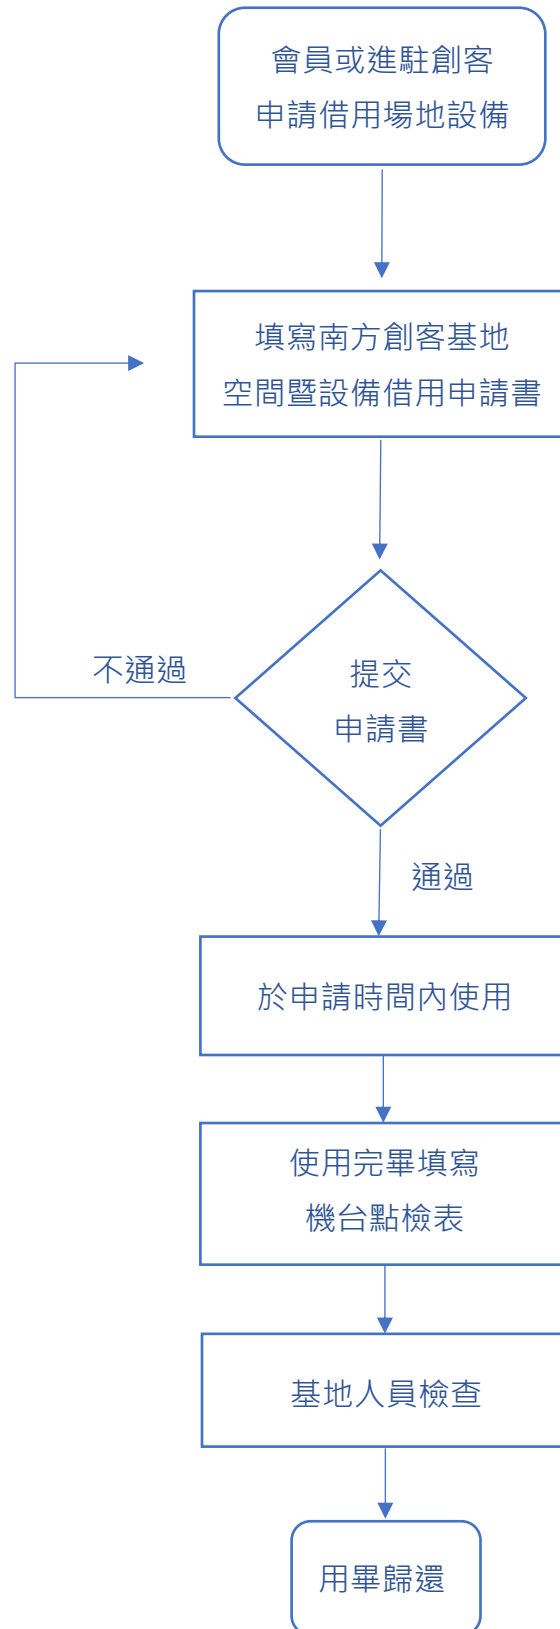 會員或進駐創客
申請借用場地設備
填寫南方創客基地
空間暨設備借用申請書
不通過
提交
申請書
通過
於申請時間內使用
使用完畢填寫
機台點檢表
基地人員檢查
用畢歸還